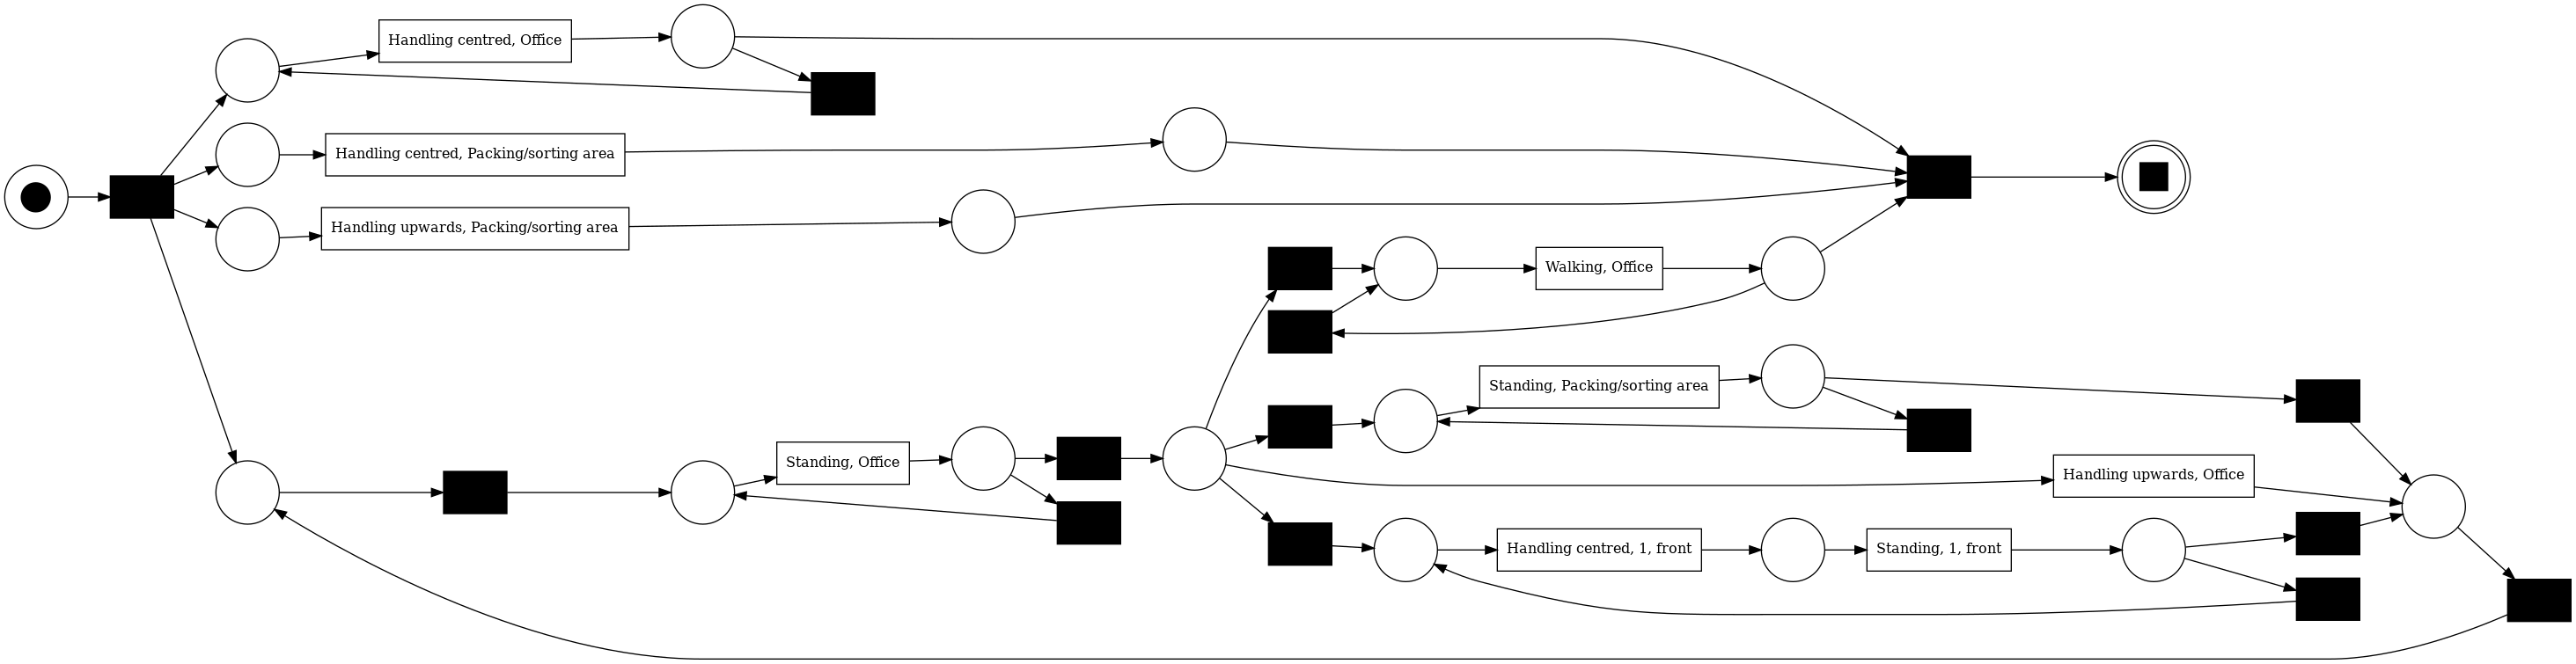 Handling centred, Office
Handling centred, Packing/sorting area
Handling upwards, Packing/sorting area
Walking, Office
Standing, Packing/sorting area
Standing, Office
Handling upwards, Office
Handling centred, 1, front
Standing, 1, front